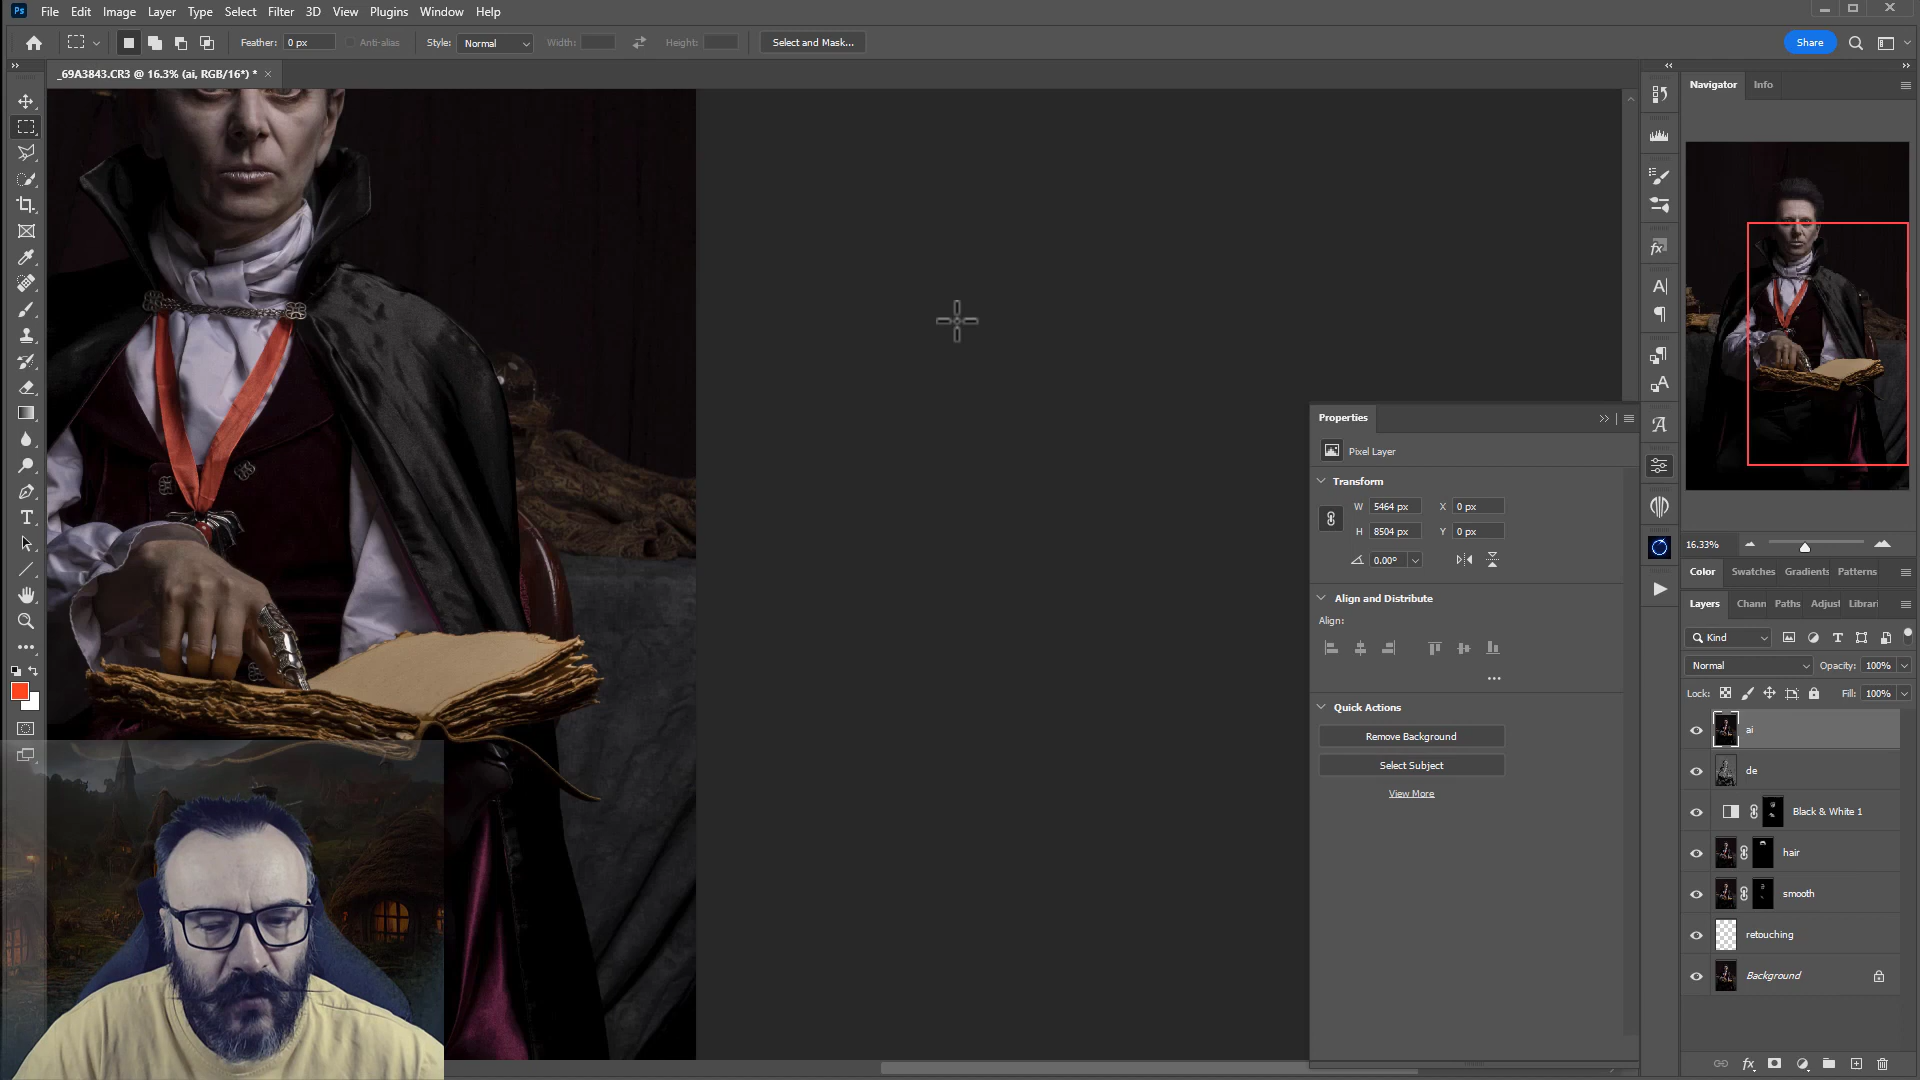 Ps File Edit Image Layer Type Select Filter 3D View Plugins Window Help
Feather: 0 px Anti-alias Style: Normal Width: Height: Select and Mask... Share
_69A3843.CR3 @ 16.3% (ai, RGB/16*) * ×
Navigator Info
Properties
Pixel Layer
Transform
W 5464 px X 0 px
H 8504 px Y 0 px
0.00°
Align and Distribute
Align:
Quick Actions
Remove Background
Select Subject
View More
16.33%
Color Swatches Gradients Patterns
Layers Chann Paths Adjust Librari
Kind
Normal Opacity: 100%
Lock: Fill: 100%
ai
de
Black & White 1
hair
smooth
retouching
Background